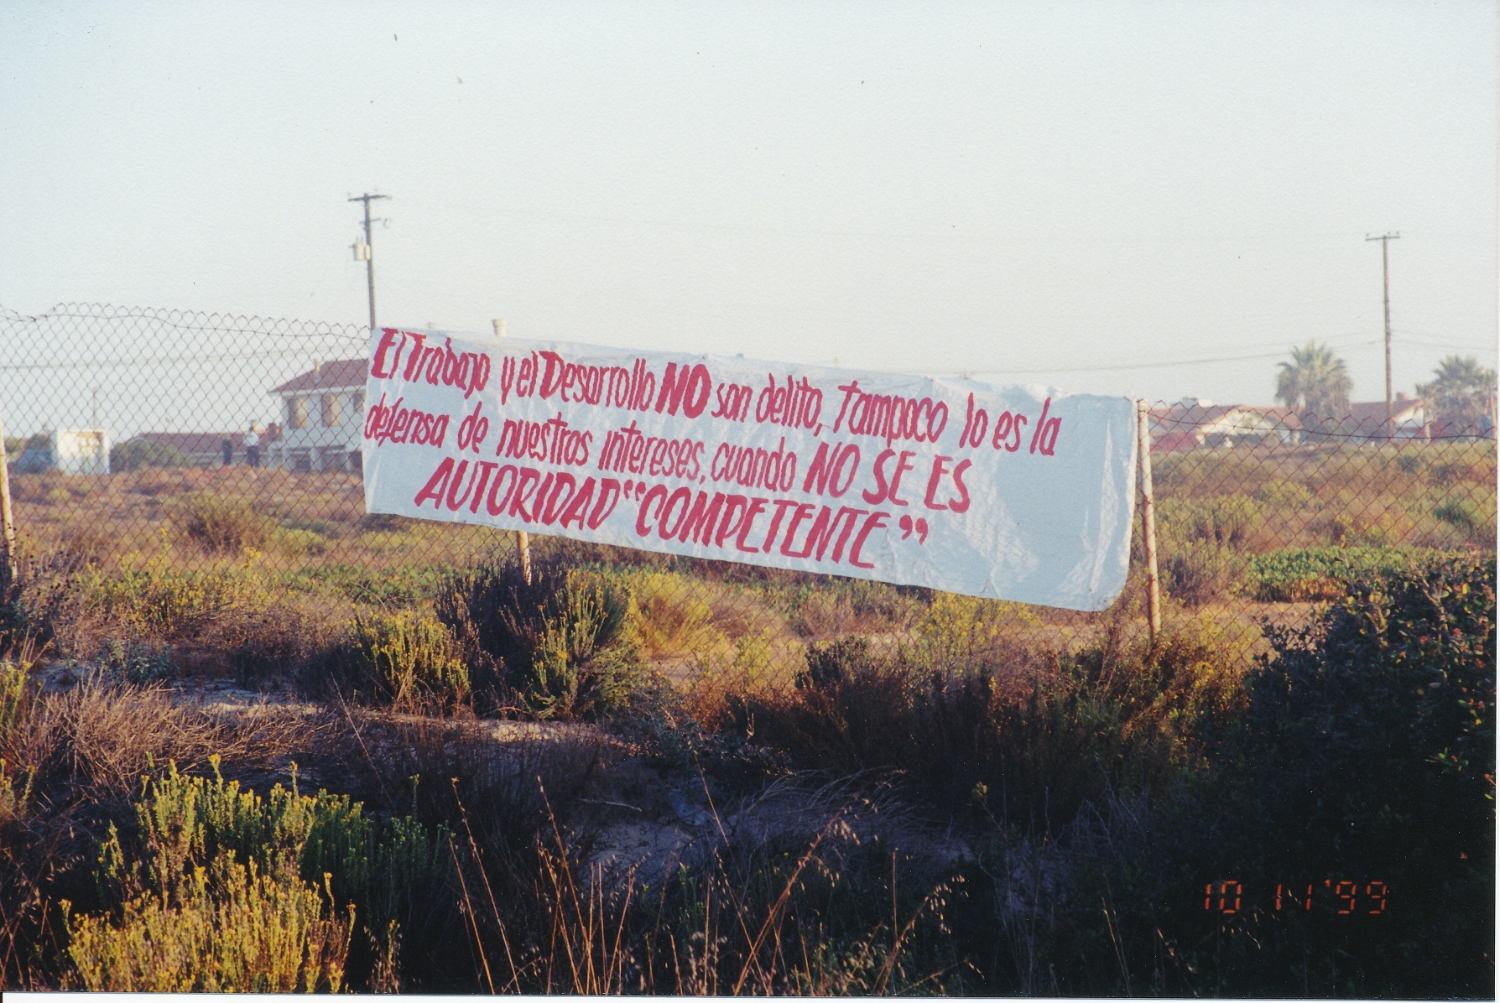 El Trabajo y el Desarrollo NO son delito, tampoco lo es la
defensa de nuestros intereses, cuando NO SE ES
AUTORIDAD “COMPETENTE”
10 11 '99